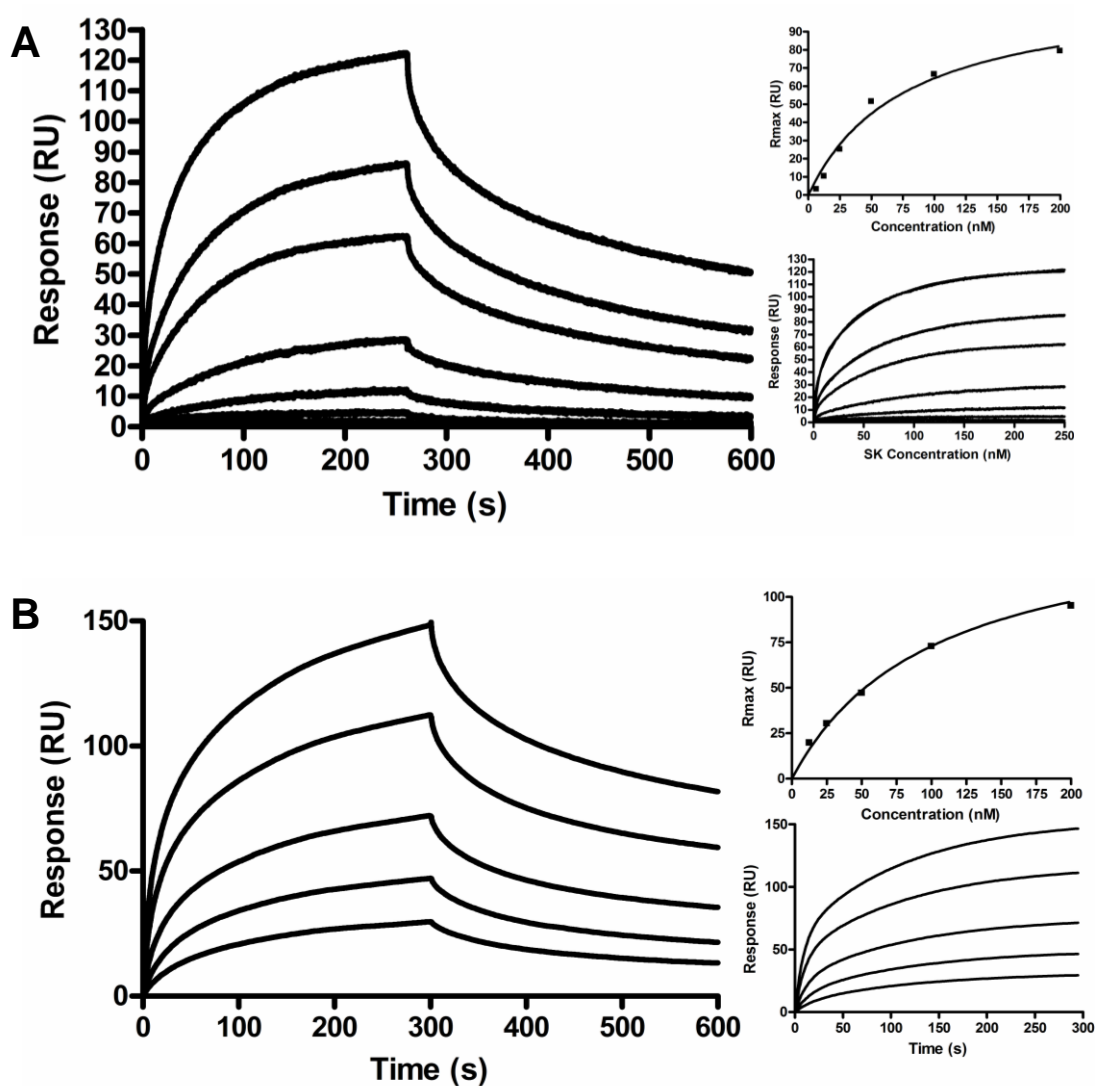 A
Response (RU)
130
120
110
100
90
80
70
60
50
40
30
20
10
0
0 100 200 300 400 500 600
Time (s)
Rmax (RU)
90
80
70
60
50
40
30
20
10
0
0 25 50 75 100 125 150 175 200
Concentration (nM)
Response (RU)
130
120
110
100
90
80
70
60
50
40
30
20
10
0
0 50 100 150 200 250
SK Concentration (nM)
B
Response (RU)
150
100
50
0
0 100 200 300 400 500 600
Time (s)
Rmax (RU)
100
75
50
25
0
0 25 50 75 100 125 150 175 200
Concentration (nM)
Response (RU)
150
100
50
0
0 50 100 150 200 250 300
Time (s)